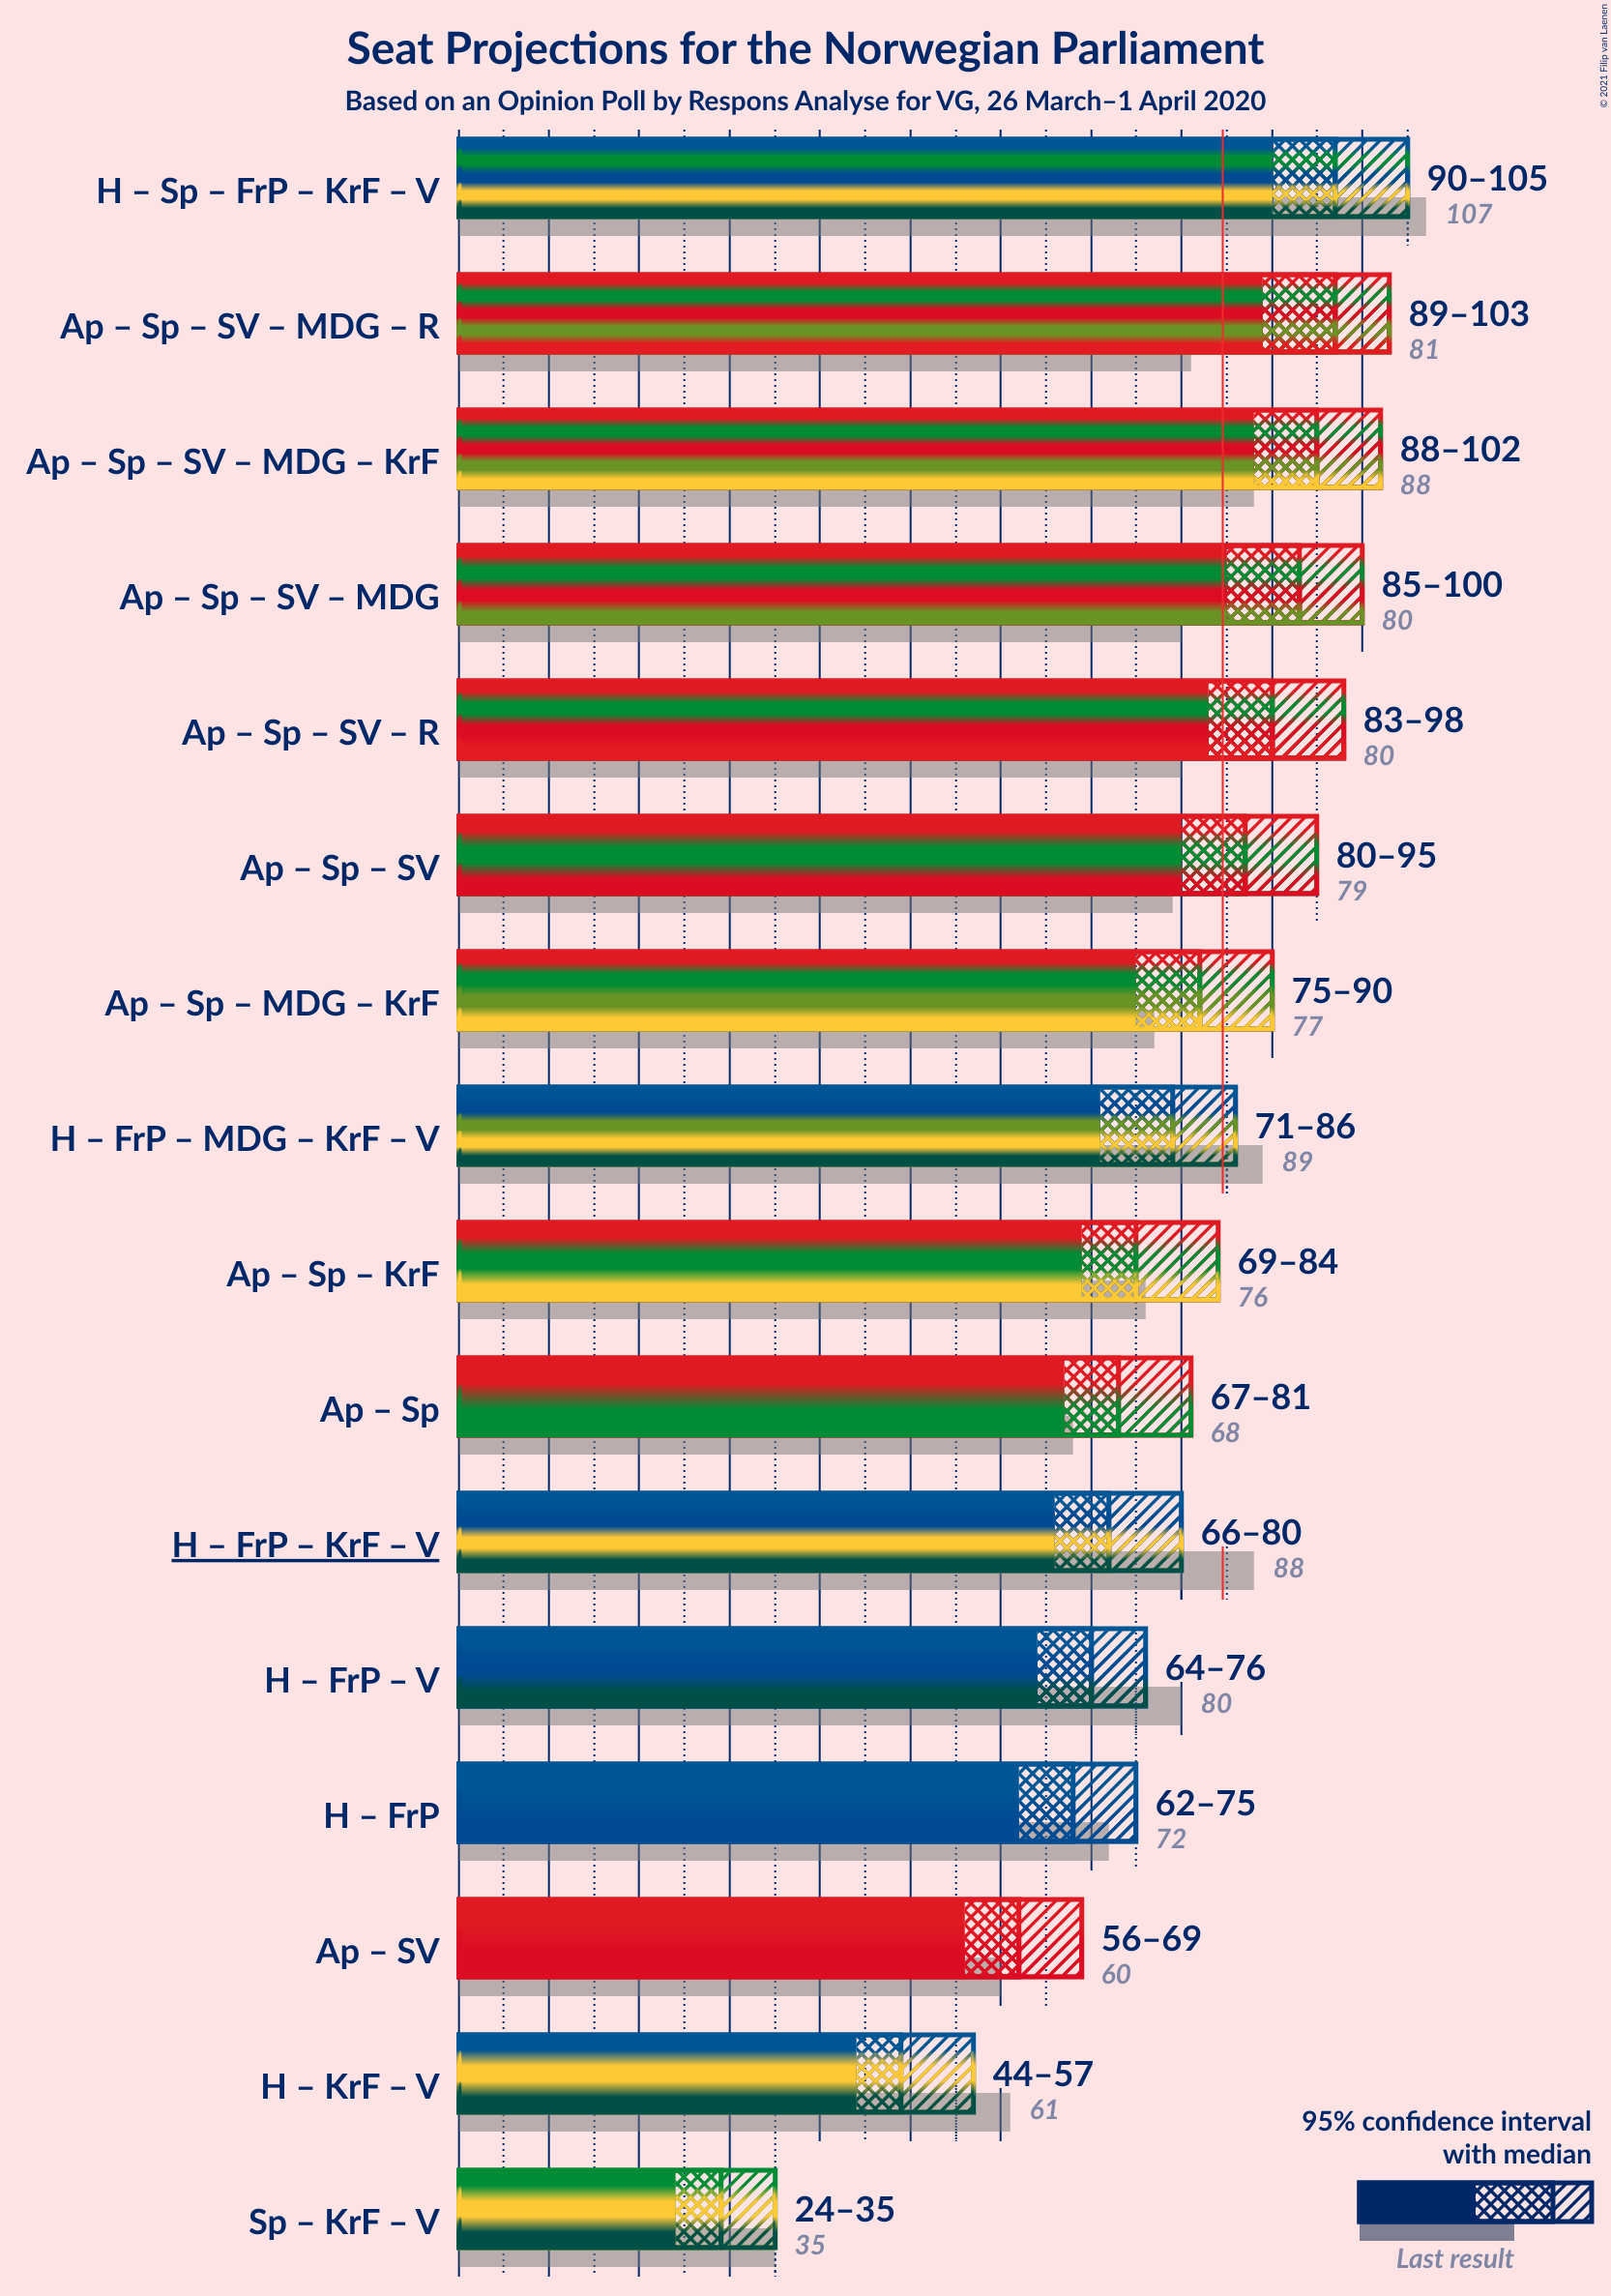 Seat Projections for the Norwegian Parliament
Based on an Opinion Poll by Respons Analyse for VG, 26 March–1 April 2020
© 2021 Filip van Laenen
H – Sp – FrP – KrF – V
90–105
107
Ap – Sp – SV – MDG – R
89–103
81
Ap – Sp – SV – MDG – KrF
88–102
88
Ap – Sp – SV – MDG
85–100
80
Ap – Sp – SV – R
83–98
80
Ap – Sp – SV
80–95
79
Ap – Sp – MDG – KrF
75–90
77
H – FrP – MDG – KrF – V
71–86
89
Ap – Sp – KrF
69–84
76
Ap – Sp
67–81
68
H – FrP – KrF – V
66–80
88
H – FrP – V
64–76
80
H – FrP
62–75
72
Ap – SV
56–69
60
H – KrF – V
44–57
61
Sp – KrF – V
24–35
35
95% confidence interval
with median
Last result